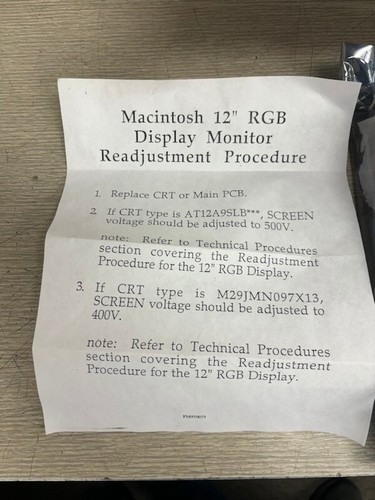 Macintosh 12" RGB
Display Monitor
Readjustment Procedure
1. Replace CRT or Main PCB.
2. If CRT type is AT12A9SLB***, SCREEN
voltage should be adjusted to 500V.
note: Refer to Technical Procedures
section covering the Readjustment
Procedure for the 12" RGB Display.
3. If CRT type is M29JMN097X13,
SCREEN voltage should be adjusted to
400V.
note: Refer to Technical Procedures
section covering the Readjustment
Procedure for the 12" RGB Display.